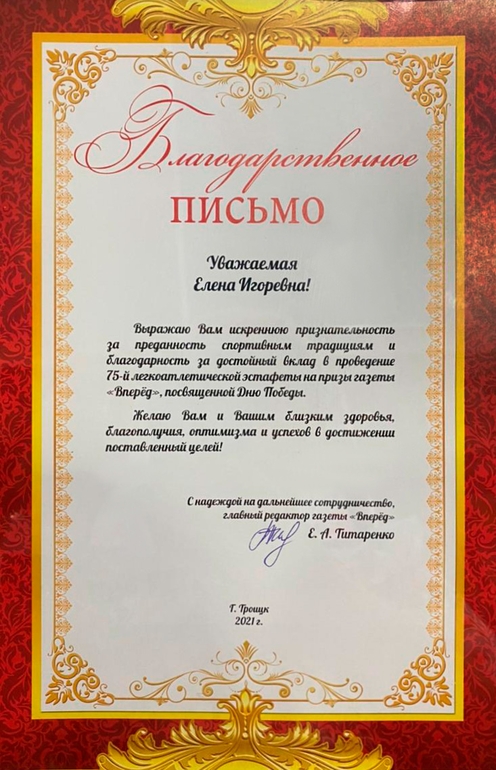 Благодарственное
ПИСЬМО
Уважаемая
Елена Игоревна!
Выражаю Вам искреннюю признательность
за преданность спортивным традициям и
благодарность за достойный вклад в проведение
75-й легкоатлетической эстафеты на призы газеты
«Вперёд», посвященной Дню Победы.
Желаю Вам и Вашим близким здоровья,
благополучия, оптимизма и успехов в достижении
поставленный целей!
С надеждой на дальнейшее сотрудничество,
главный редактор газеты «Вперёд»
Е. А. Титаренко
Г. Троицк
2021 г.